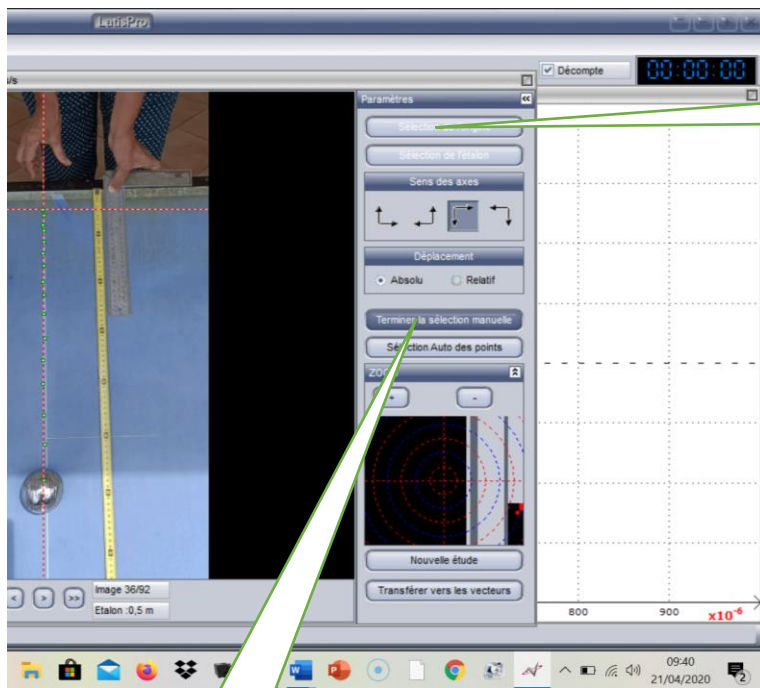 LatisPro
Décompte
00:00:00
/s
Paramètres
Sélection de l'étalon
Sens des axes
Déplacement
Absolu
Relatif
Terminer la sélection manuelle
Sélection Auto des points
+
-
Nouvelle étude
Transférer vers les vecteurs
<
>
>>
Image 36/92
Etalon :0,5 m
800
900
x10-6
09:40
21/04/2020
2